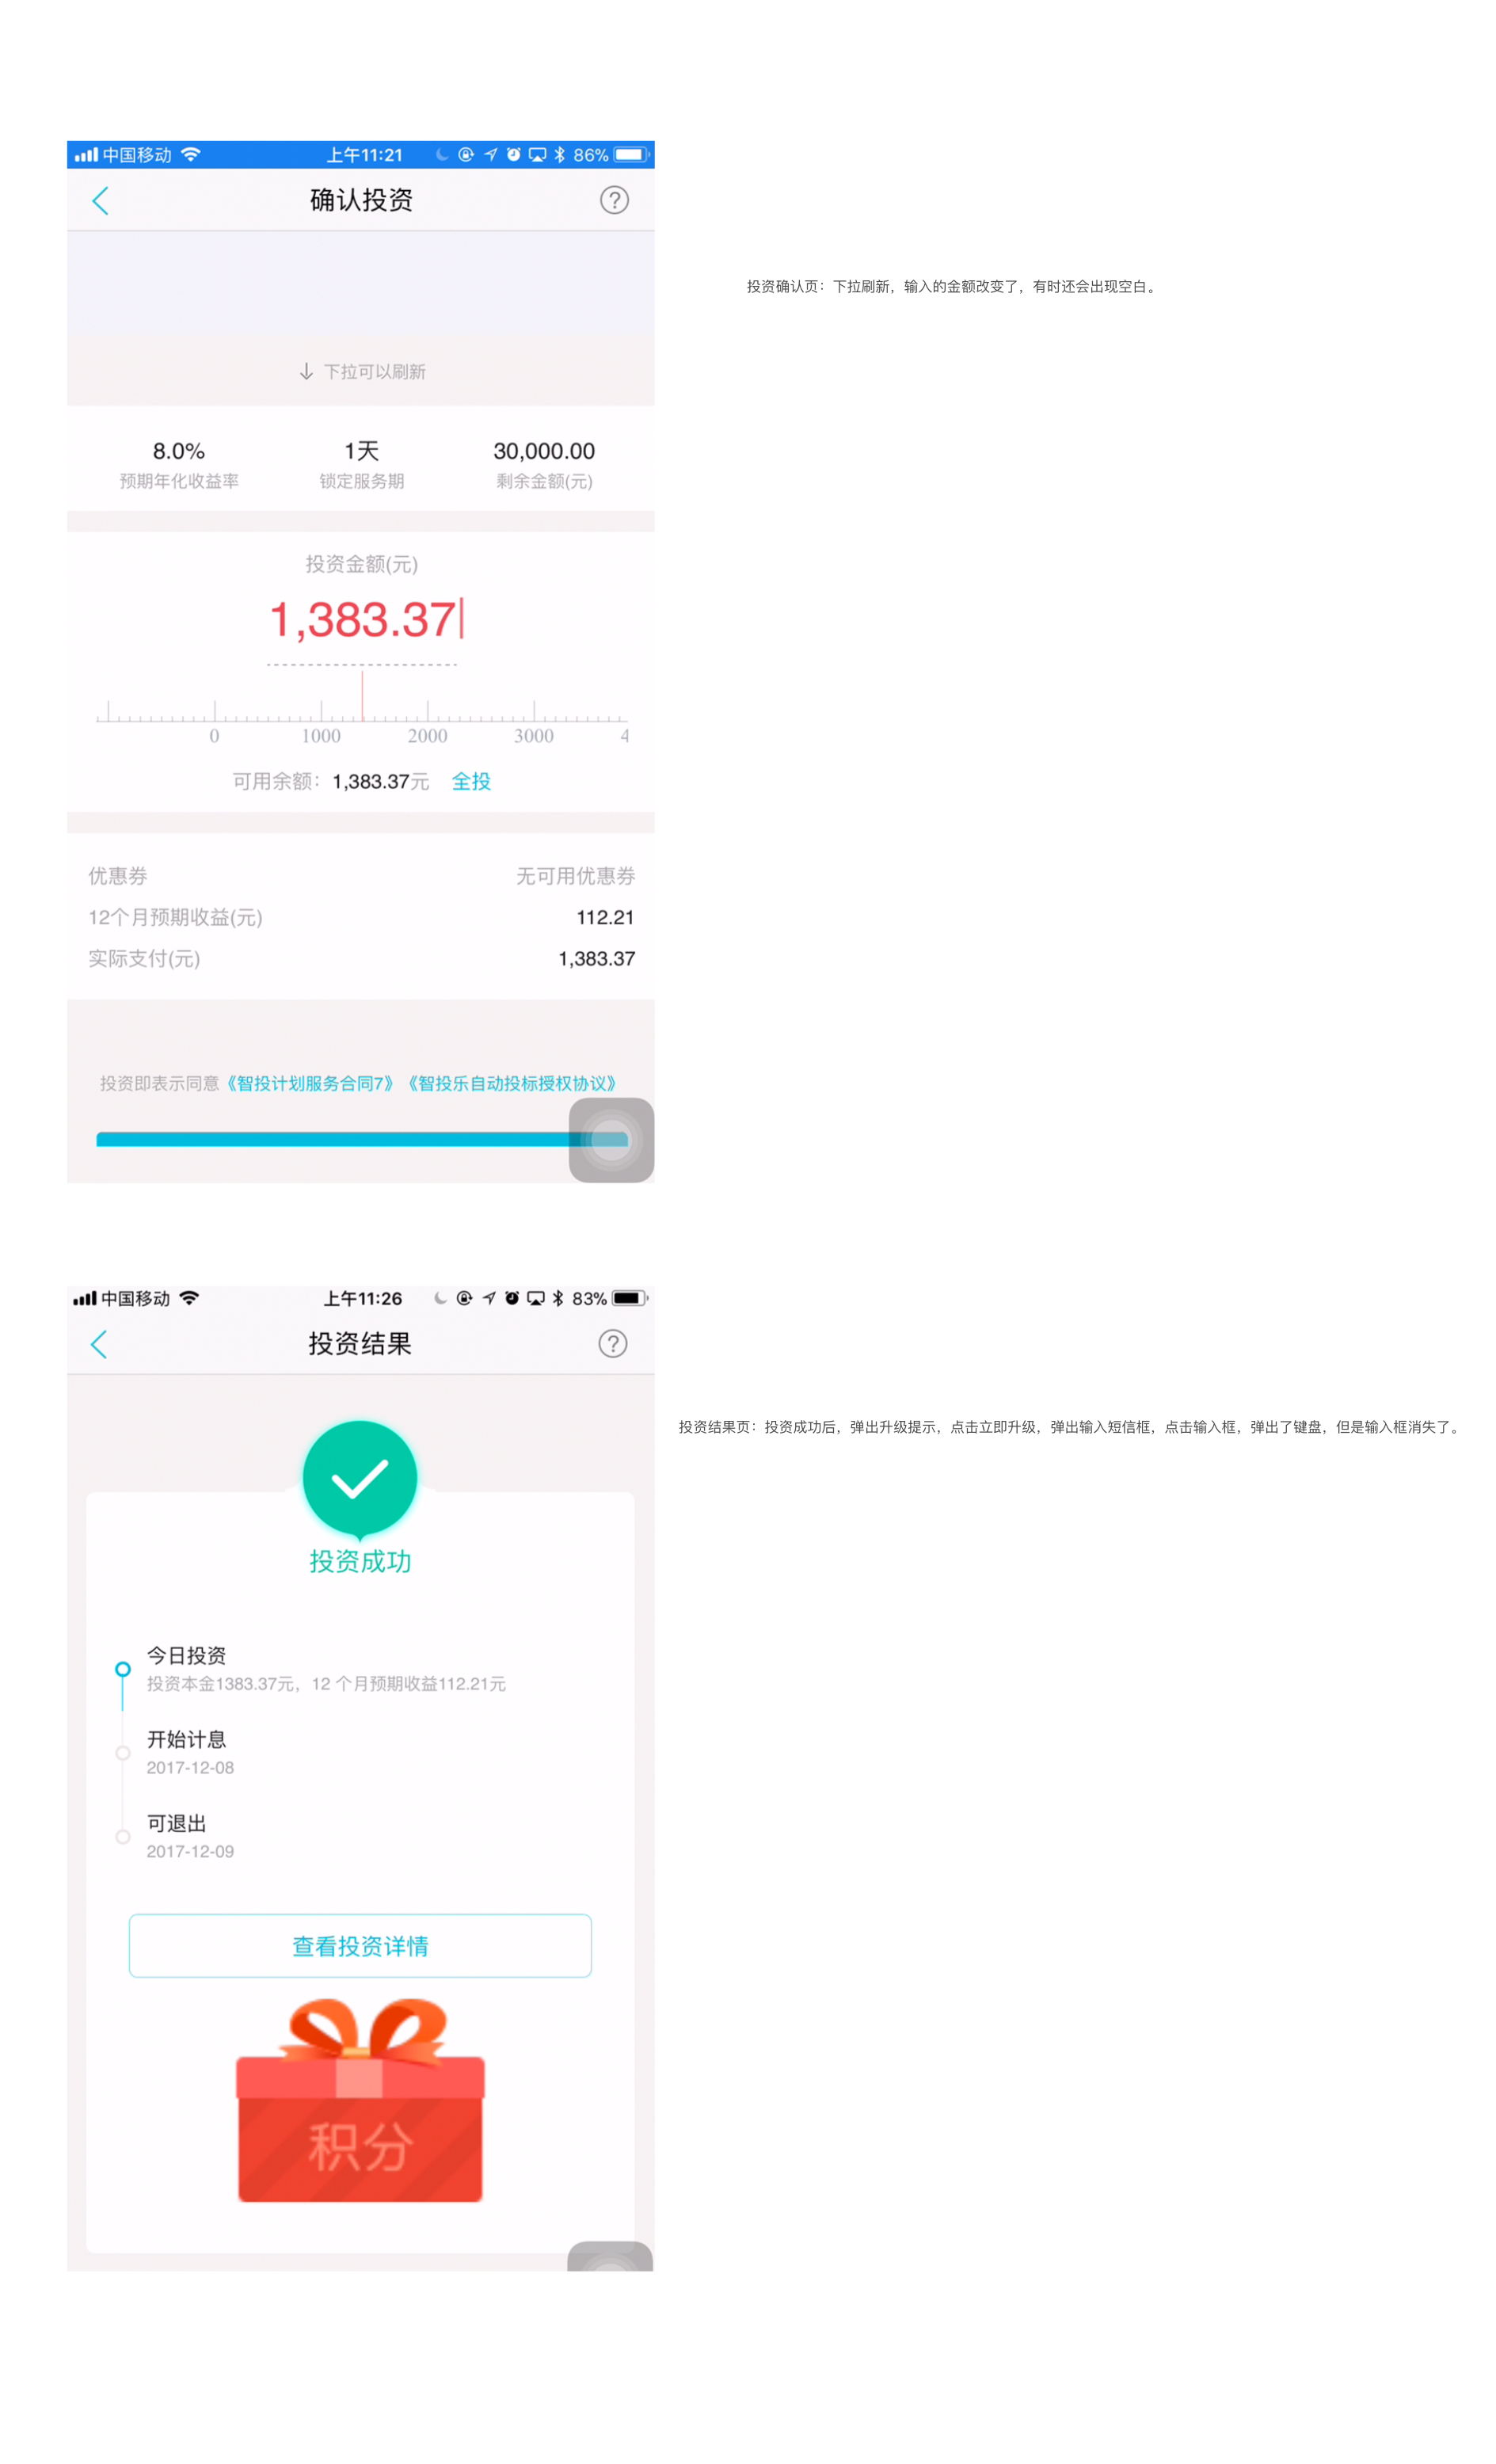 中国移动 上午11:21 86%
确认投资 ?
投资确认页：下拉刷新，输入的金额改变了，有时还会出现空白。
↓ 下拉可以刷新
8.0% 1天 30,000.00
预期年化收益率 锁定服务期 剩余金额(元)
投资金额(元)
1,383.37
0 1000 2000 3000 4
可用余额：1,383.37元 全投
优惠券 无可用优惠券
12个月预期收益(元) 112.21
实际支付(元) 1,383.37
投资即表示同意《智投计划服务合同7》《智投乐自动投标授权协议》
中国移动 上午11:26 83%
投资结果 ?
投资结果页：投资成功后，弹出升级提示，点击立即升级，弹出输入短信框，点击输入框，弹出了键盘，但是输入框消失了。
投资成功
今日投资
投资本金1383.37元，12 个月预期收益112.21元
开始计息
2017-12-08
可退出
2017-12-09
查看投资详情
积分